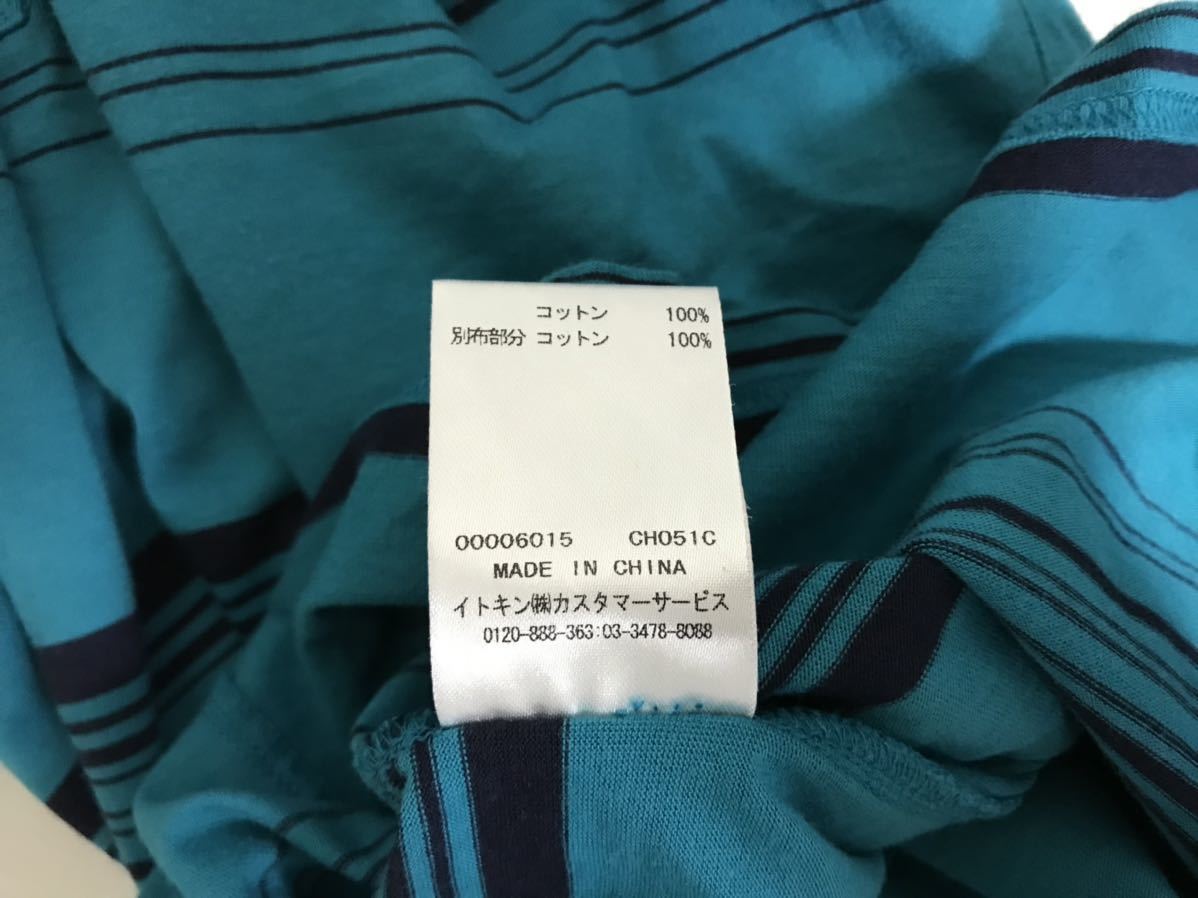 コットン 100%
別布部分 コットン 100%
00006015 CH051C
MADE IN CHINA
イトキン㈱カスタマーサービス
0120-888-363:03-3478-8088